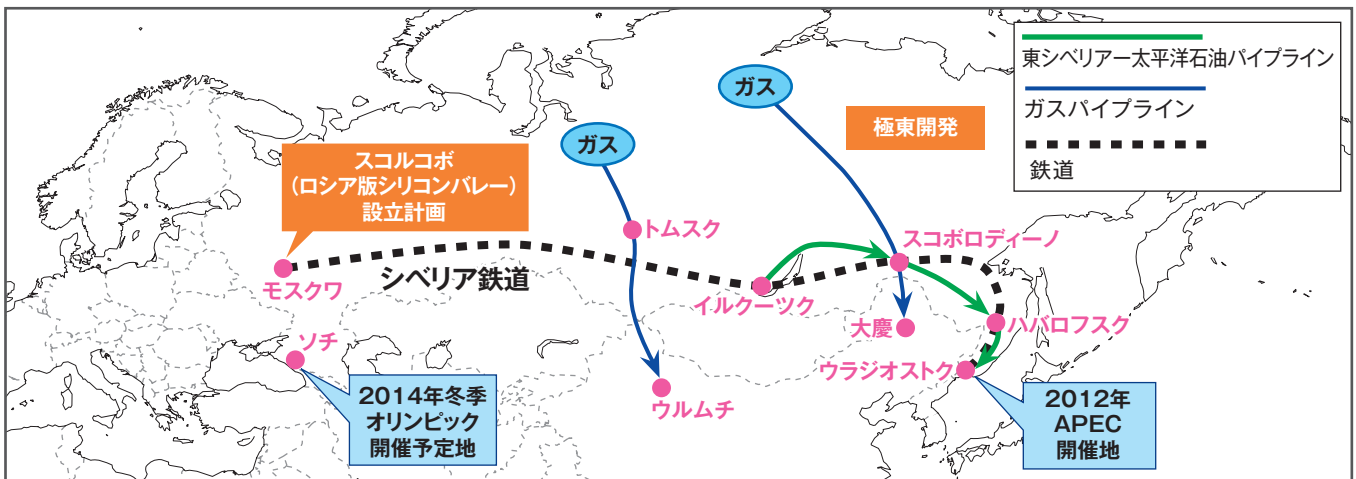 東シベリアー太平洋石油パイプライン
ガスパイプライン
鉄道
ガス
極東開発
ガス
スコルコボ
(ロシア版シリコンバレー)
設立計画
トムスク
スコボロディーノ
シベリア鉄道
モスクワ
イルクーツク
大慶
ハバロフスク
ソチ
ウラジオストク
ウルムチ
2014年冬季
オリンピック
開催予定地
2012年
APEC
開催地